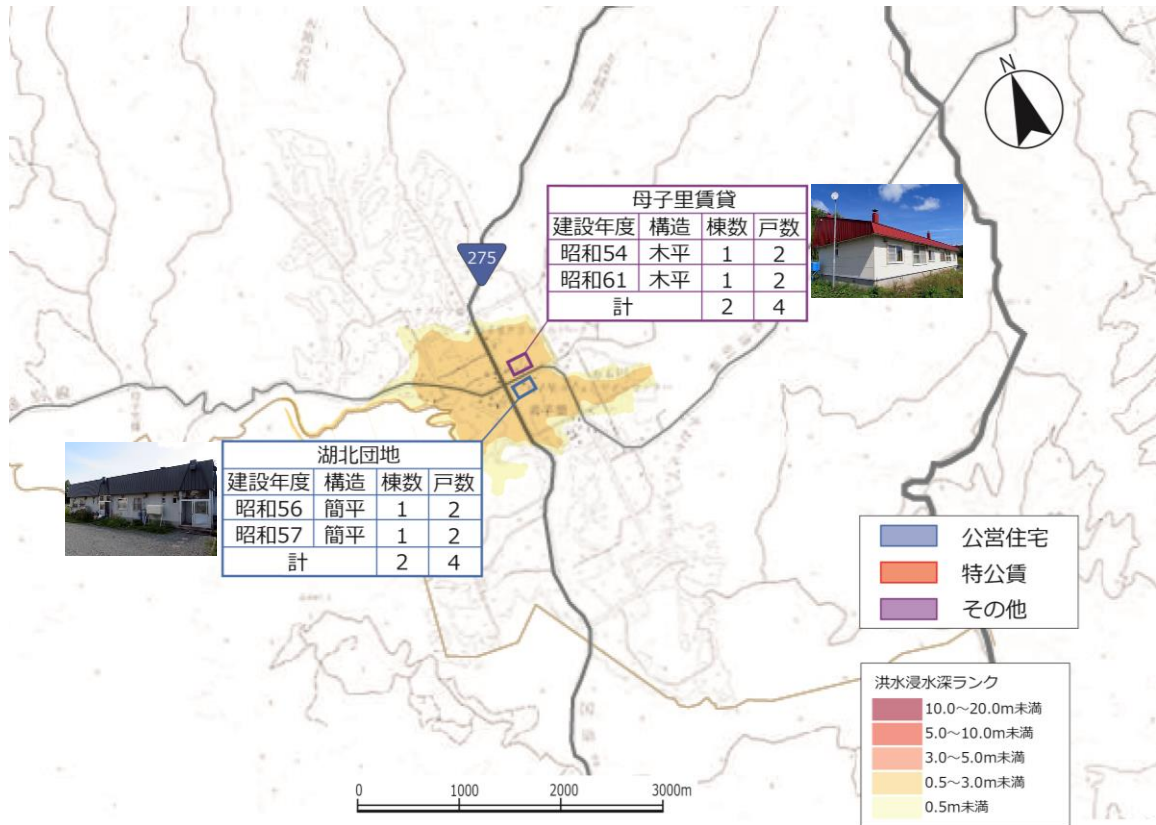 N
母子里賃貸
建設年度 構造 棟数 戸数
昭和54 木平 1 2
昭和61 木平 1 2
計 2 4
275
湖北団地
建設年度 構造 棟数 戸数
昭和56 簡平 1 2
昭和57 簡平 1 2
計 2 4
母子里
公営住宅
特公賃
その他
洪水浸水深ランク
10.0～20.0m未満
5.0～10.0m未満
3.0～5.0m未満
0.5～3.0m未満
0.5m未満
0 1000 2000 3000m